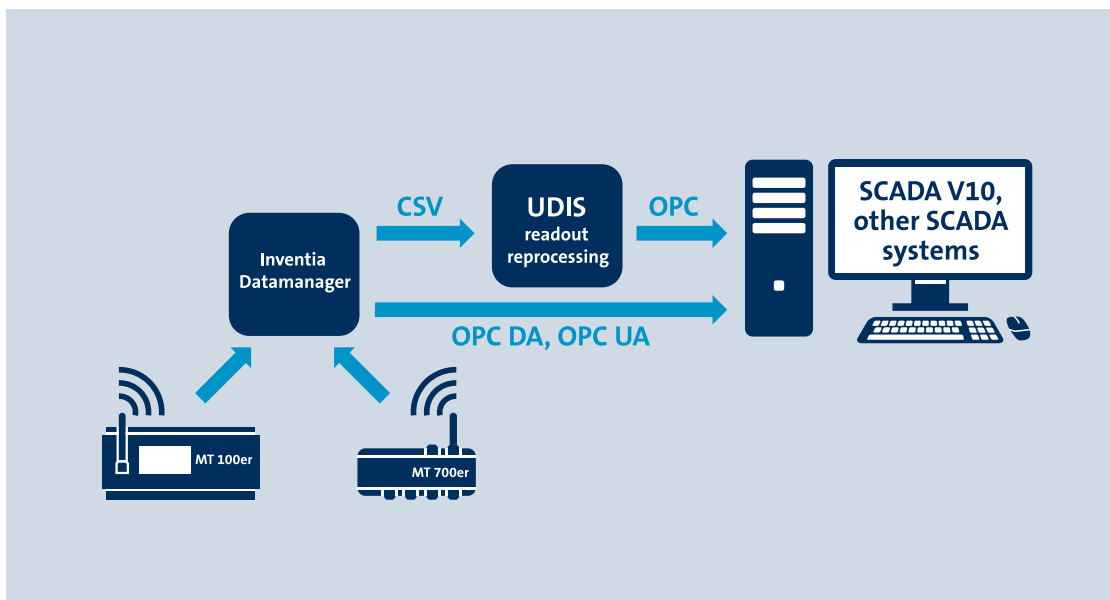 CSV
UDIS
readout
reprocessing
OPC
SCADA V10,
other SCADA
systems
Inventia
Datamanager
OPC DA, OPC UA
MT 100er
MT 700er